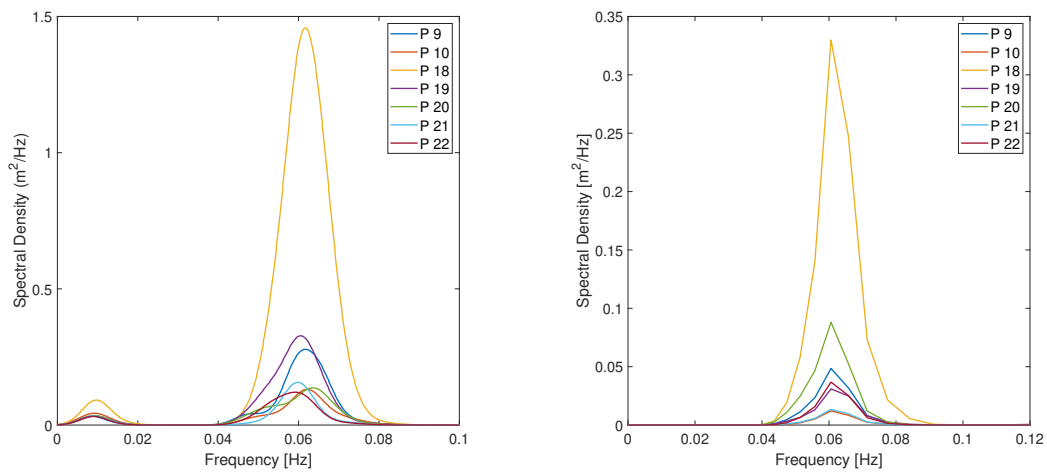 Spectral Density (m²/Hz)
1.5
1
0.5
0
0 0.02 0.04 0.06 0.08 0.1
Frequency [Hz]
P 9
P 10
P 18
P 19
P 20
P 21
P 22
Spectral Density [m²/Hz]
0.35
0.3
0.25
0.2
0.15
0.1
0.05
0
0 0.02 0.04 0.06 0.08 0.1 0.12
Frequency [Hz]
P 9
P 10
P 18
P 19
P 20
P 21
P 22